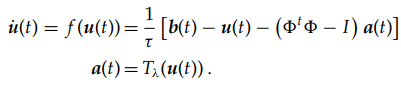 u̇(t) = f(u(t)) = 1/τ [b(t) − u(t) − (Φᵗ Φ − I) a(t)]
a(t) = T_λ(u(t)) .